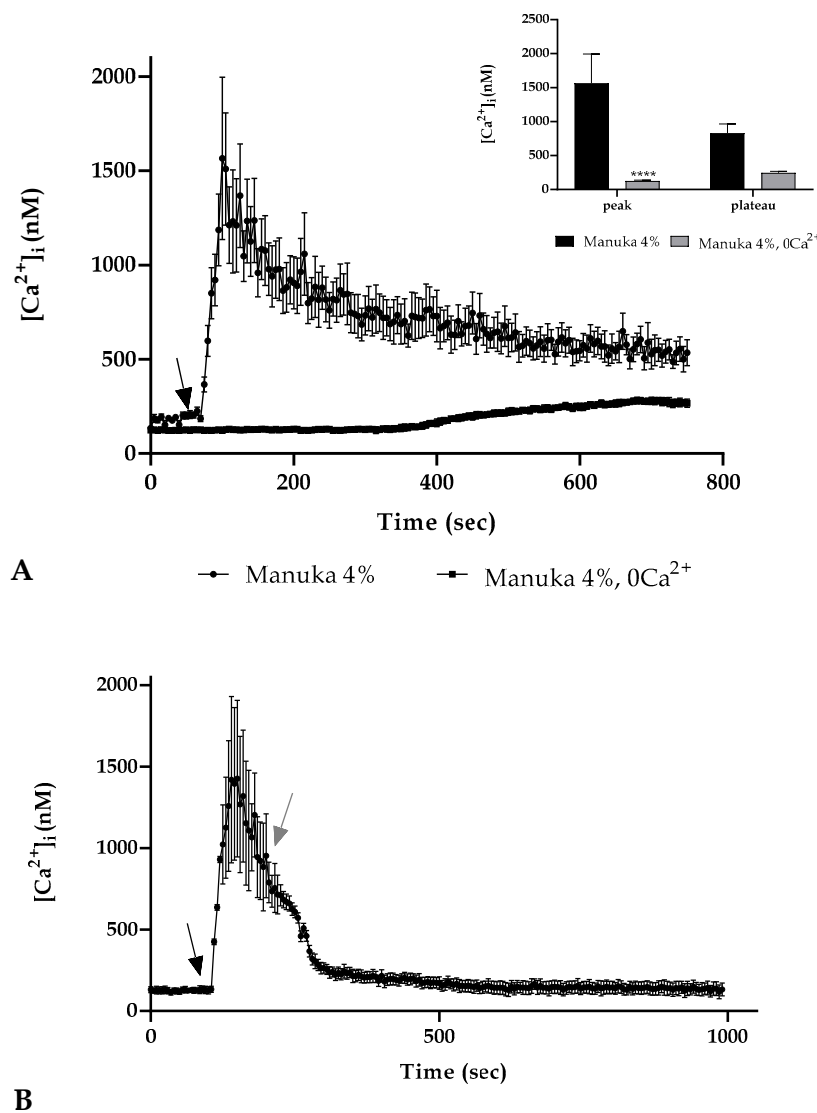 2500
2000
1500
1000
500
0
[Ca²⁺]ᵢ (nM)
****
peak
plateau
Manuka 4%
Manuka 4%, 0Ca²⁺
2000
1500
1000
500
0
[Ca²⁺]ᵢ (nM)
0
200
400
600
800
Time (sec)
A
Manuka 4%
Manuka 4%, 0Ca²⁺
2000
1500
1000
500
0
[Ca²⁺]ᵢ (nM)
0
500
1000
Time (sec)
B